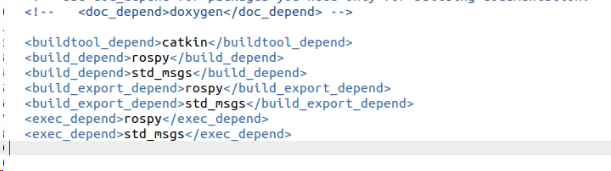 <!--   <doc_depend>doxygen</doc_depend> -->
<buildtool_depend>catkin</buildtool_depend>
<build_depend>rospy</build_depend>
<build_depend>std_msgs</build_depend>
<build_export_depend>rospy</build_export_depend>
<build_export_depend>std_msgs</build_export_depend>
<exec_depend>rospy</exec_depend>
<exec_depend>std_msgs</exec_depend>